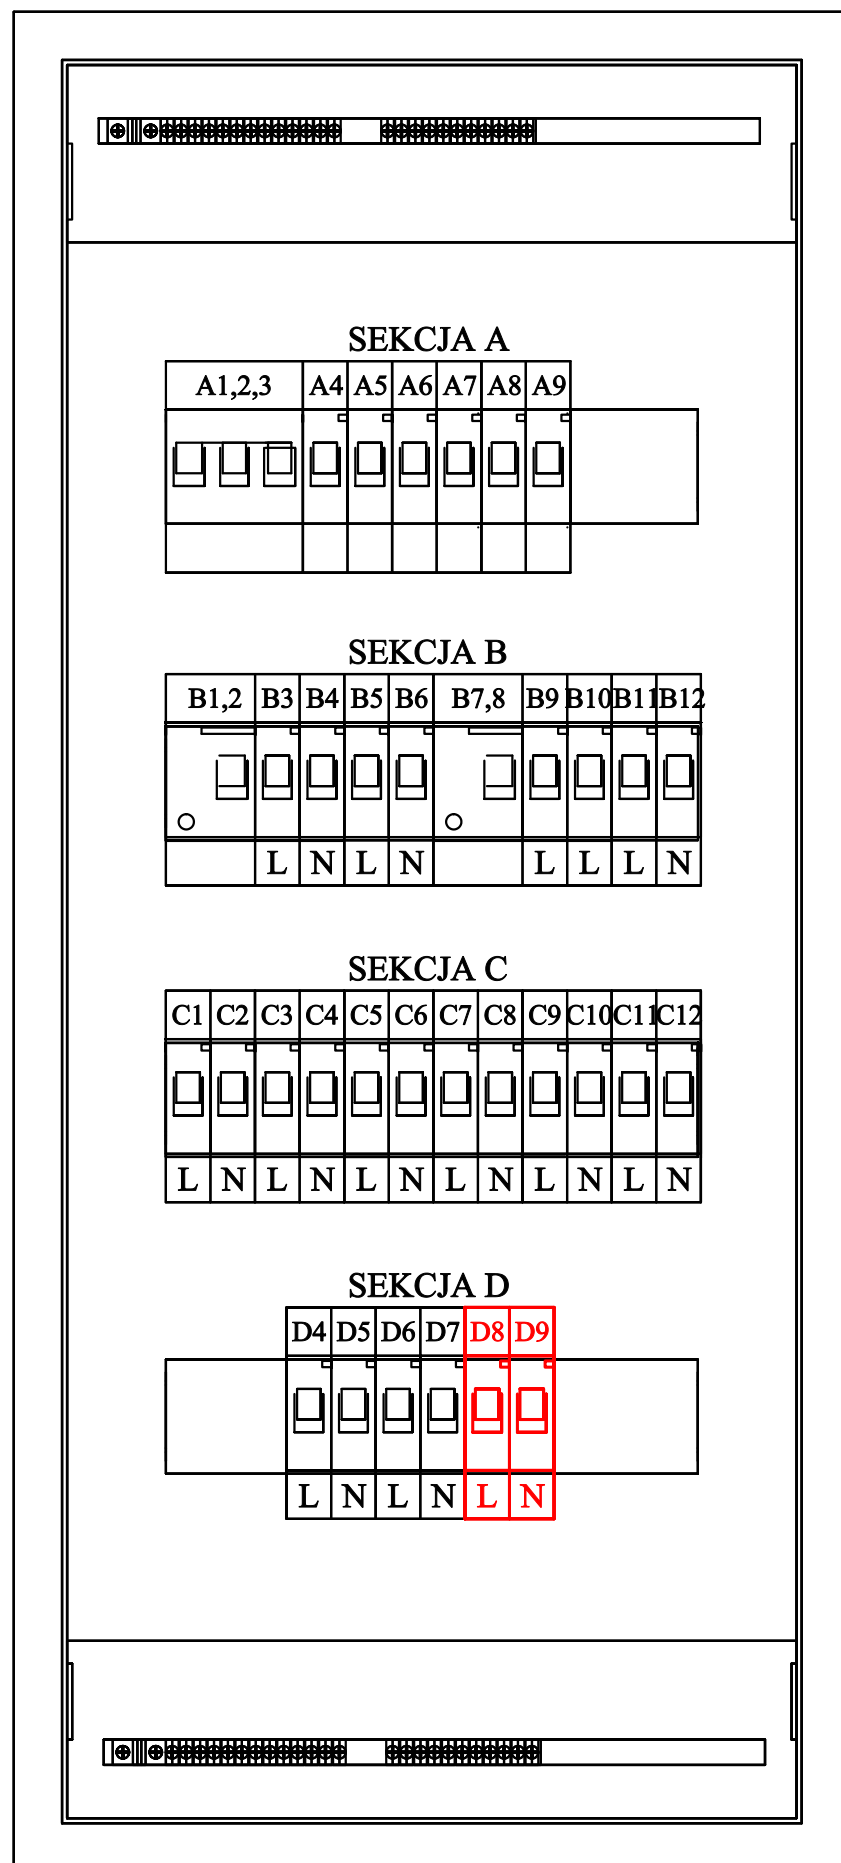 SEKCJA A
A1,2,3 A4 A5 A6 A7 A8 A9
SEKCJA B
B1,2 B3 B4 B5 B6 B7,8 B9 B10 B11 B12
L N L N L L L N
SEKCJA C
C1 C2 C3 C4 C5 C6 C7 C8 C9 C10 C11 C12
L N L N L N L N L N L N
SEKCJA D
D4 D5 D6 D7 D8 D9
L N L N L N